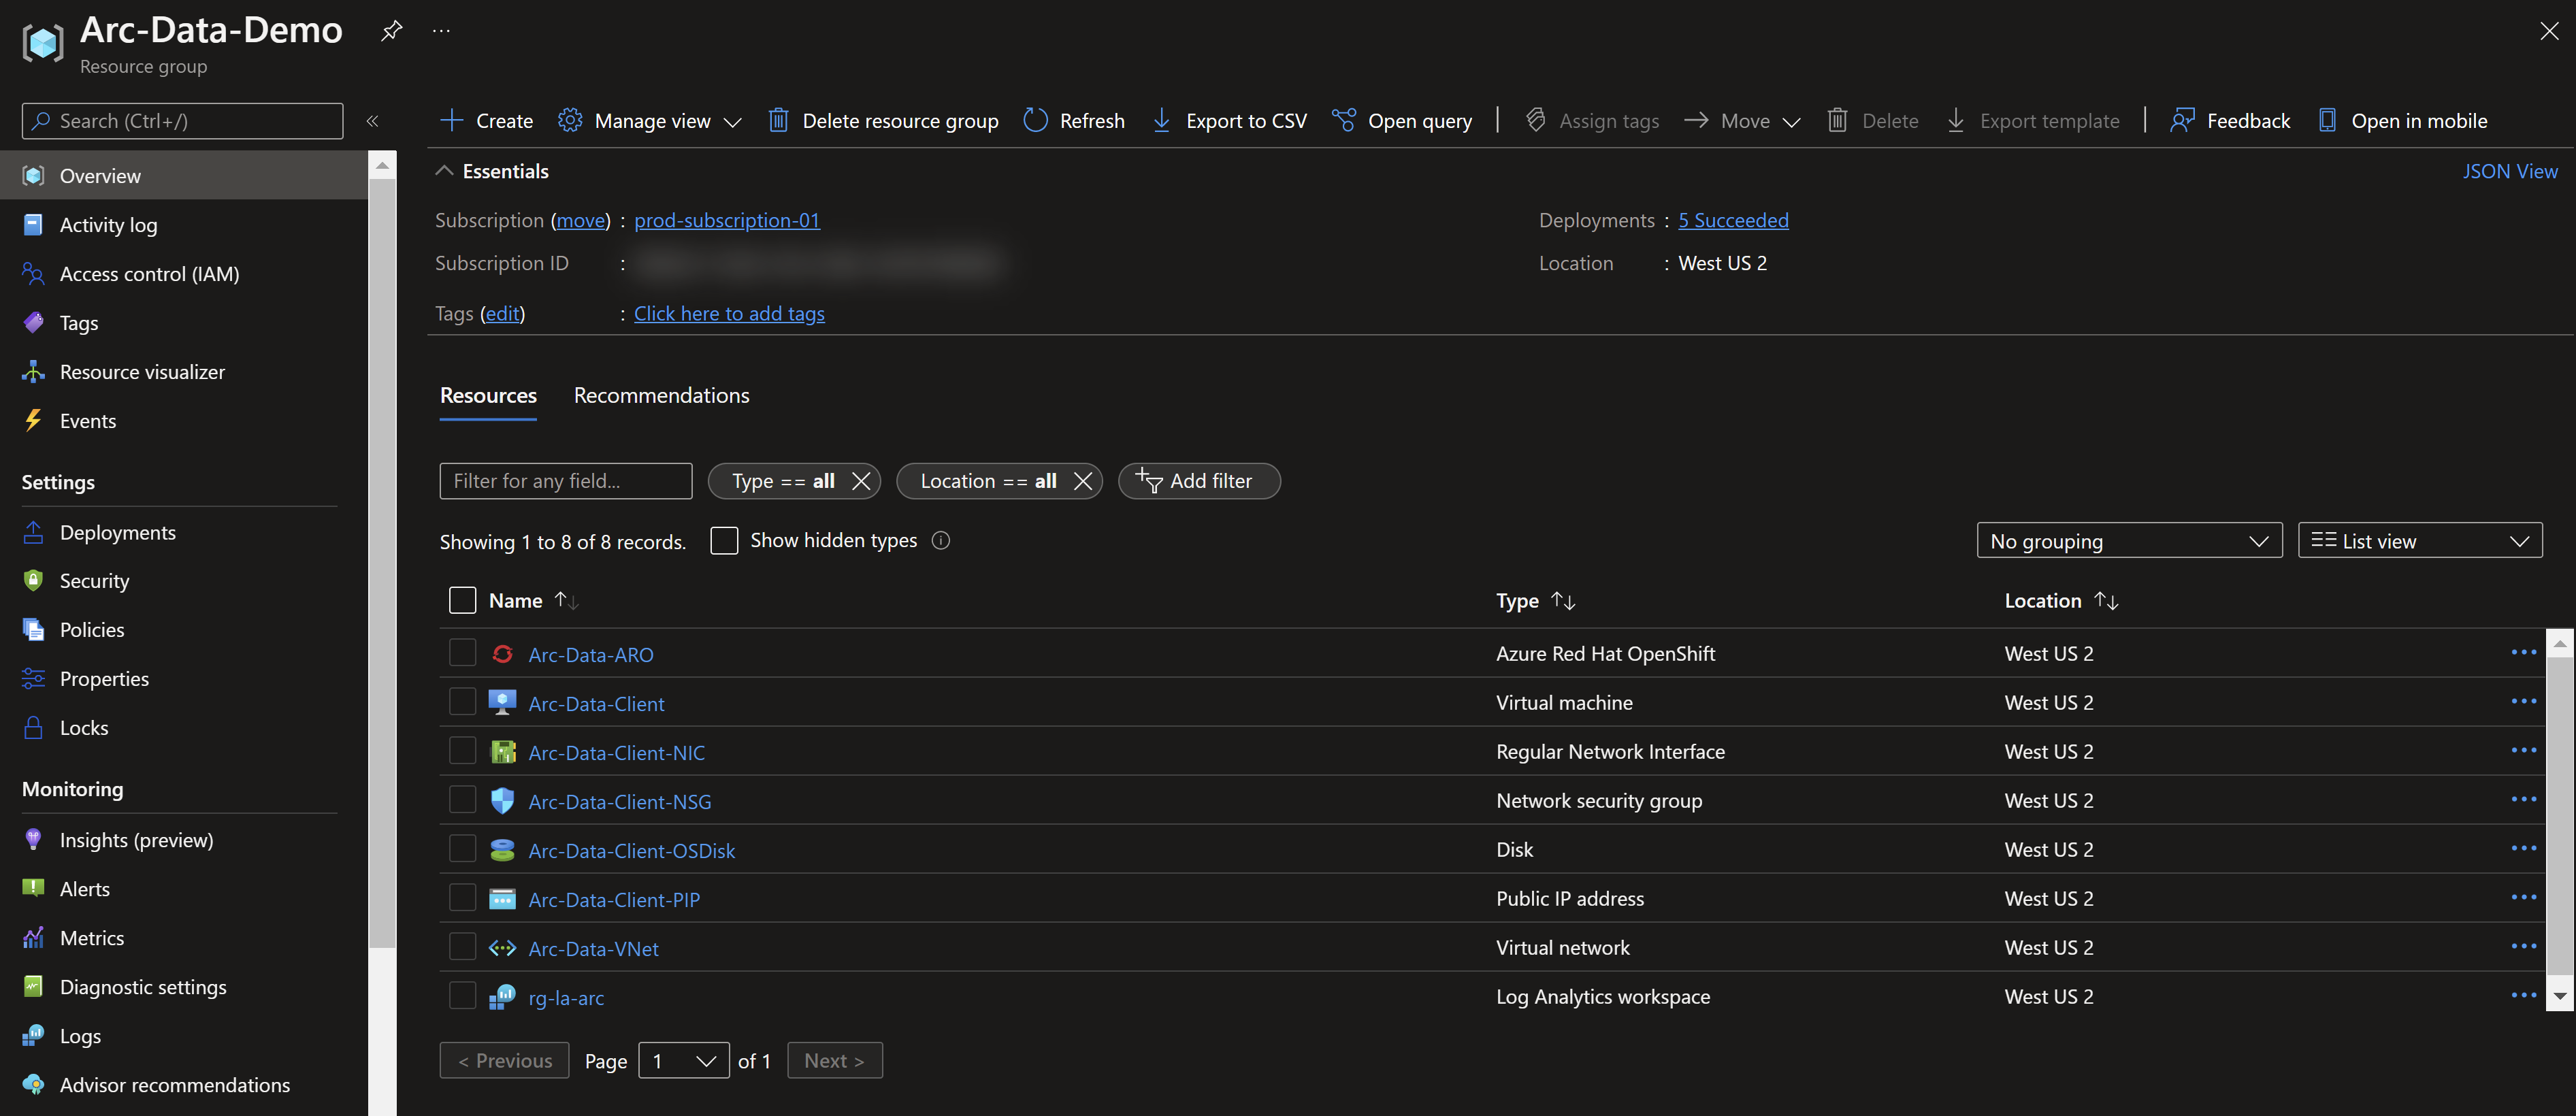 Arc-Data-Demo
Resource group
Search (Ctrl+/)
Overview
Activity log
Access control (IAM)
Tags
Resource visualizer
Events
Settings
Deployments
Security
Policies
Properties
Locks
Monitoring
Insights (preview)
Alerts
Metrics
Diagnostic settings
Logs
Advisor recommendations
Create Manage view Delete resource group Refresh Export to CSV Open query Assign tags Move Delete Export template Feedback Open in mobile
Essentials JSON View
Subscription (move) : prod-subscription-01 Deployments : 5 Succeeded
Subscription ID : Location : West US 2
Tags (edit) : Click here to add tags
Resources Recommendations
Filter for any field... Type == all Location == all Add filter
Showing 1 to 8 of 8 records. Show hidden types No grouping List view
Name Type Location
Arc-Data-ARO Azure Red Hat OpenShift West US 2
Arc-Data-Client Virtual machine West US 2
Arc-Data-Client-NIC Regular Network Interface West US 2
Arc-Data-Client-NSG Network security group West US 2
Arc-Data-Client-OSDisk Disk West US 2
Arc-Data-Client-PIP Public IP address West US 2
Arc-Data-VNet Virtual network West US 2
rg-la-arc Log Analytics workspace West US 2
< Previous Page 1 of 1 Next >